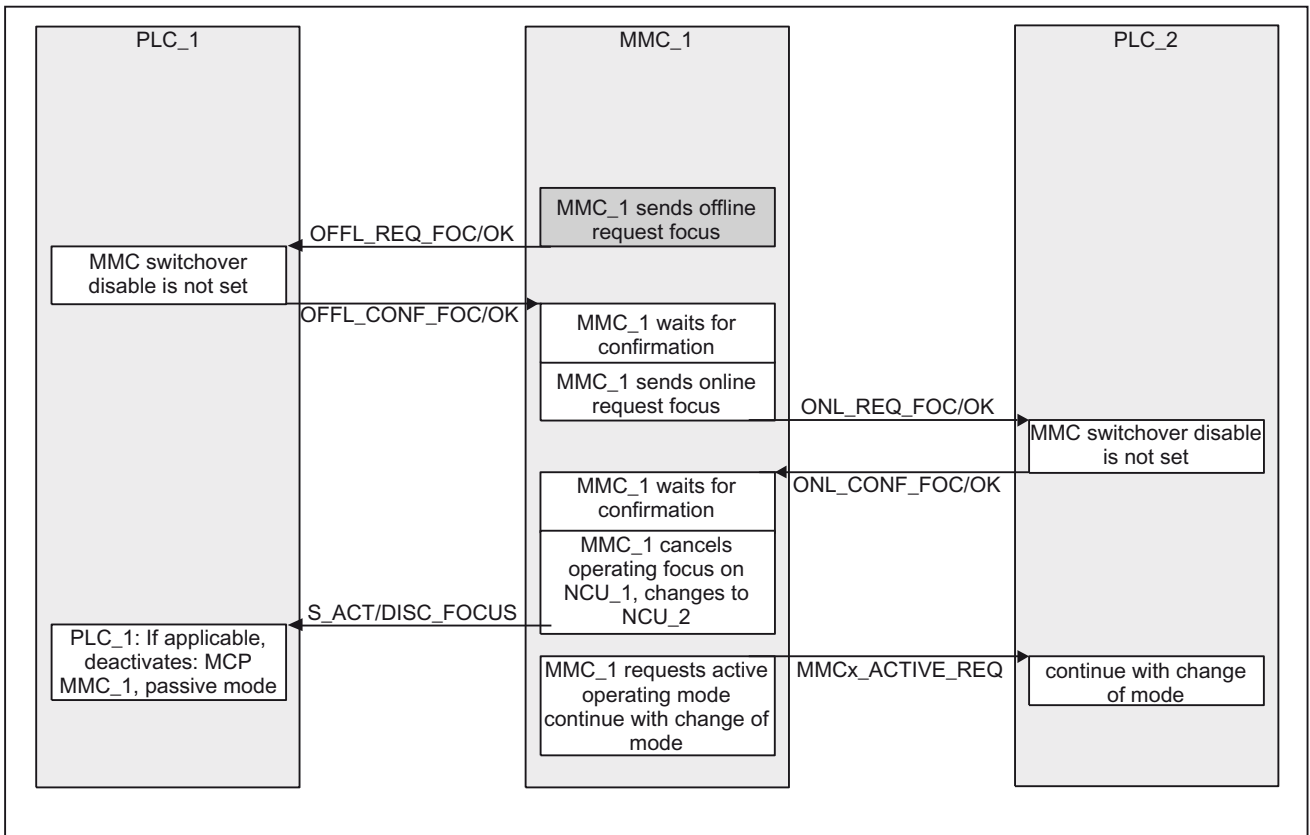 PLC_1
MMC_1
PLC_2
MMC_1 sends offline
request focus
OFFL_REQ_FOC/OK
MMC switchover
disable is not set
OFFL_CONF_FOC/OK
MMC_1 waits for
confirmation
MMC_1 sends online
request focus
ONL_REQ_FOC/OK
MMC switchover disable
is not set
ONL_CONF_FOC/OK
MMC_1 waits for
confirmation
MMC_1 cancels
operating focus on
NCU_1, changes to
NCU_2
S_ACT/DISC_FOCUS
PLC_1: If applicable,
deactivates: MCP
MMC_1, passive mode
MMC_1 requests active
operating mode
continue with change of
mode
MMCx_ACTIVE_REQ
continue with change
of mode